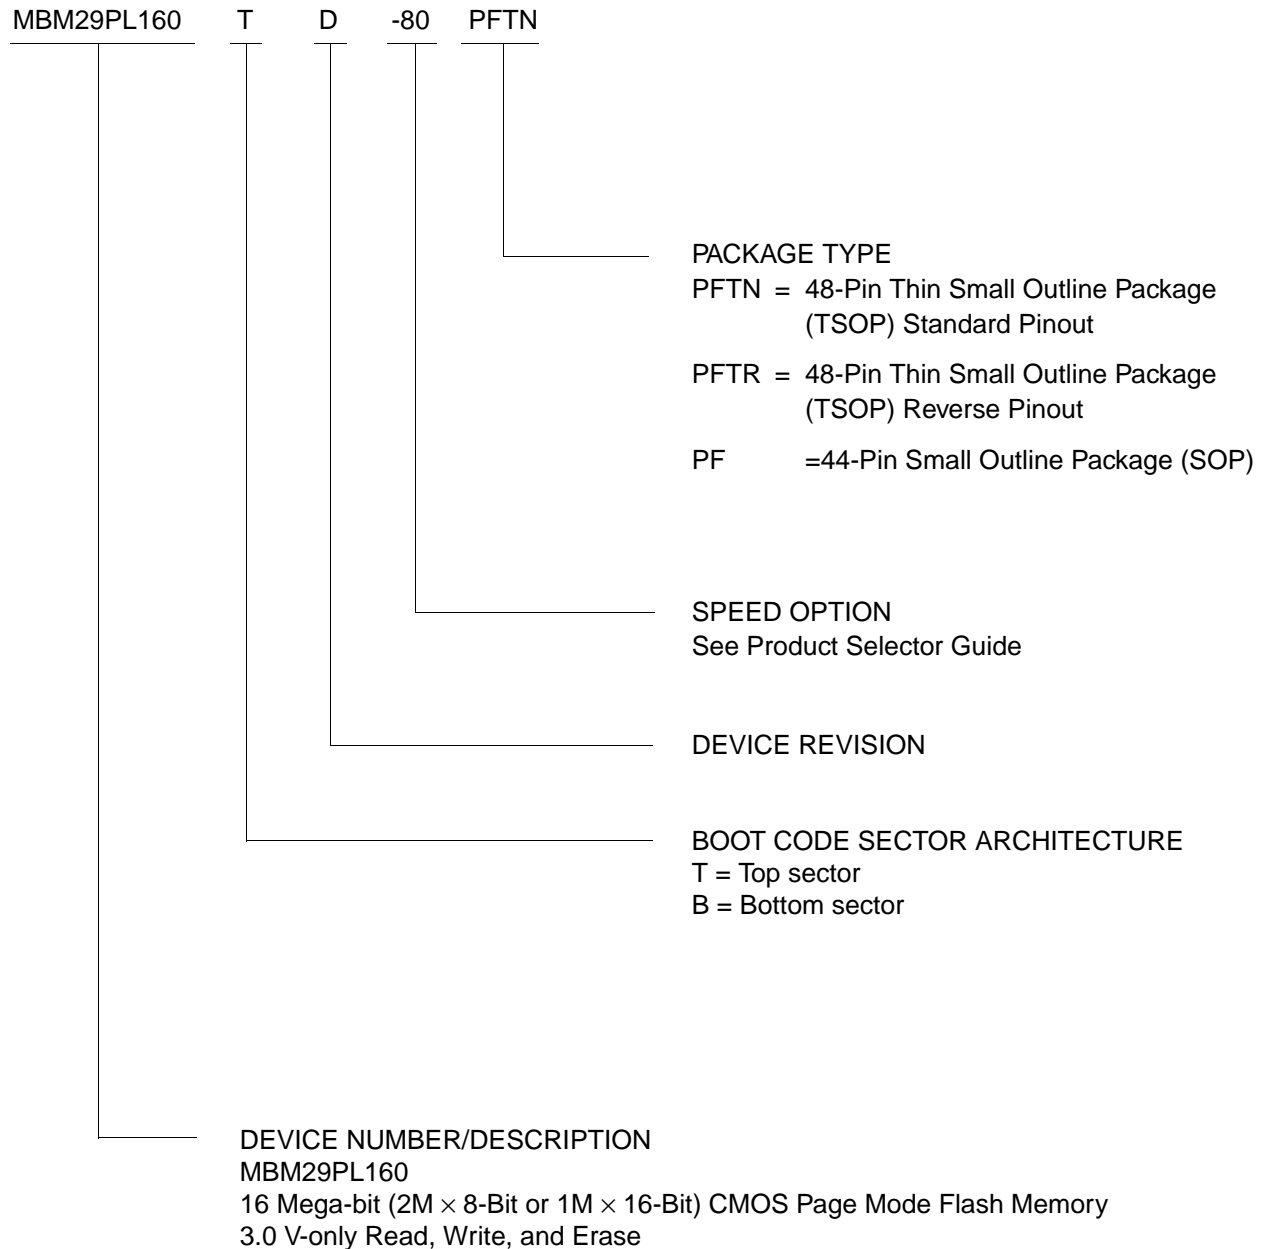 MBM29PL160 T D -80 PFTN
PACKAGE TYPE
PFTN = 48-Pin Thin Small Outline Package
(TSOP) Standard Pinout
PFTR = 48-Pin Thin Small Outline Package
(TSOP) Reverse Pinout
PF =44-Pin Small Outline Package (SOP)
SPEED OPTION
See Product Selector Guide
DEVICE REVISION
BOOT CODE SECTOR ARCHITECTURE
T = Top sector
B = Bottom sector
DEVICE NUMBER/DESCRIPTION
MBM29PL160
16 Mega-bit (2M × 8-Bit or 1M × 16-Bit) CMOS Page Mode Flash Memory
3.0 V-only Read, Write, and Erase